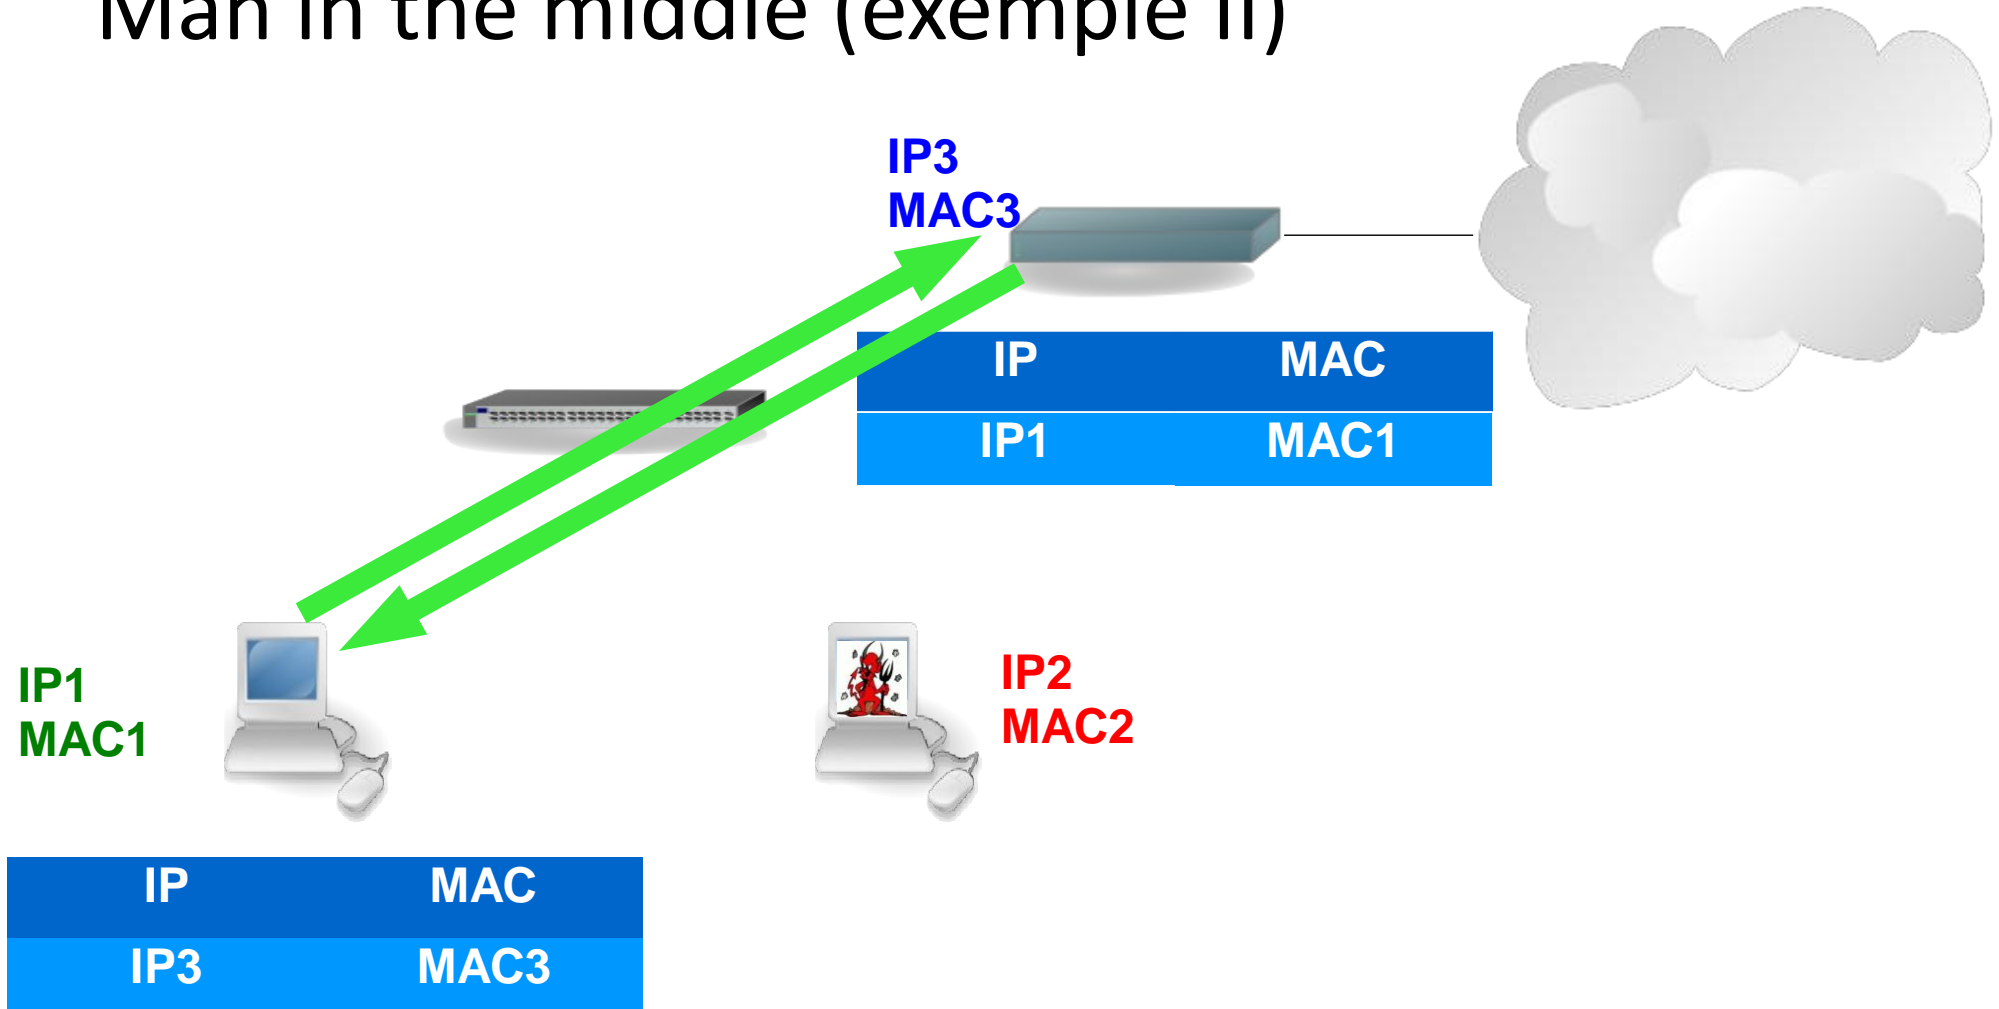 Man in the middle (exemple II)
IP3
MAC3
IP MAC
IP1 MAC1
IP1
MAC1
IP2
MAC2
IP MAC
IP3 MAC3